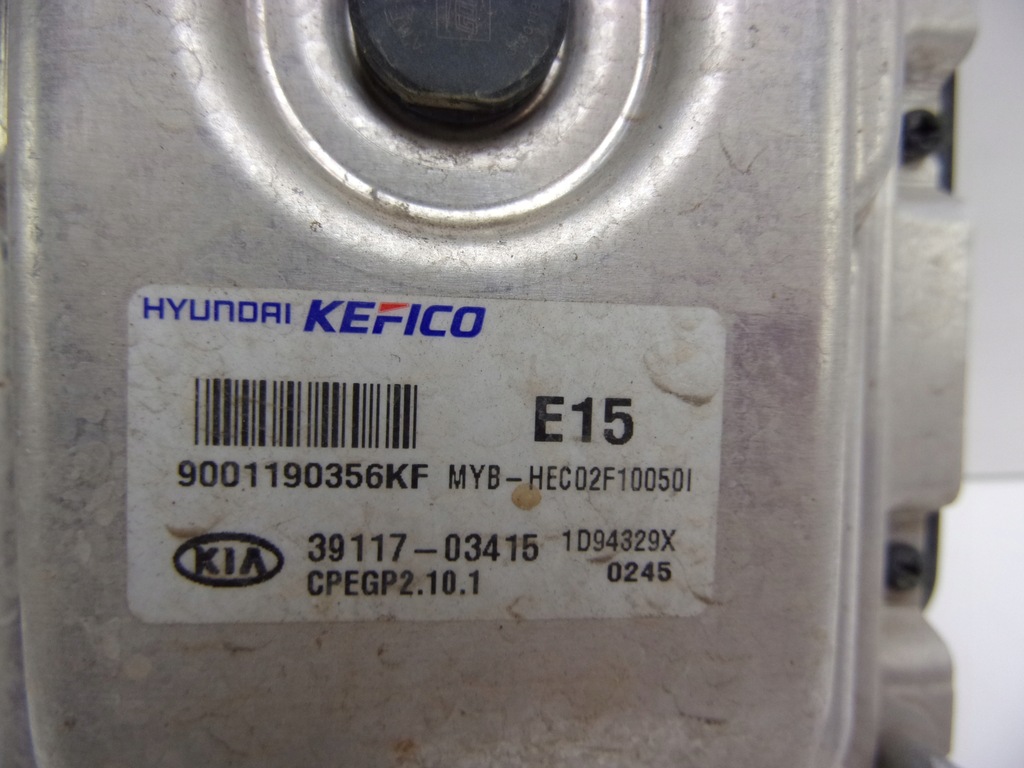 HYUNDAI KEFICO
E15
9001190356KF MYB-HEC02F10050I
KIA 39117-03415 1D94329X
CPEGP2.10.1 0245